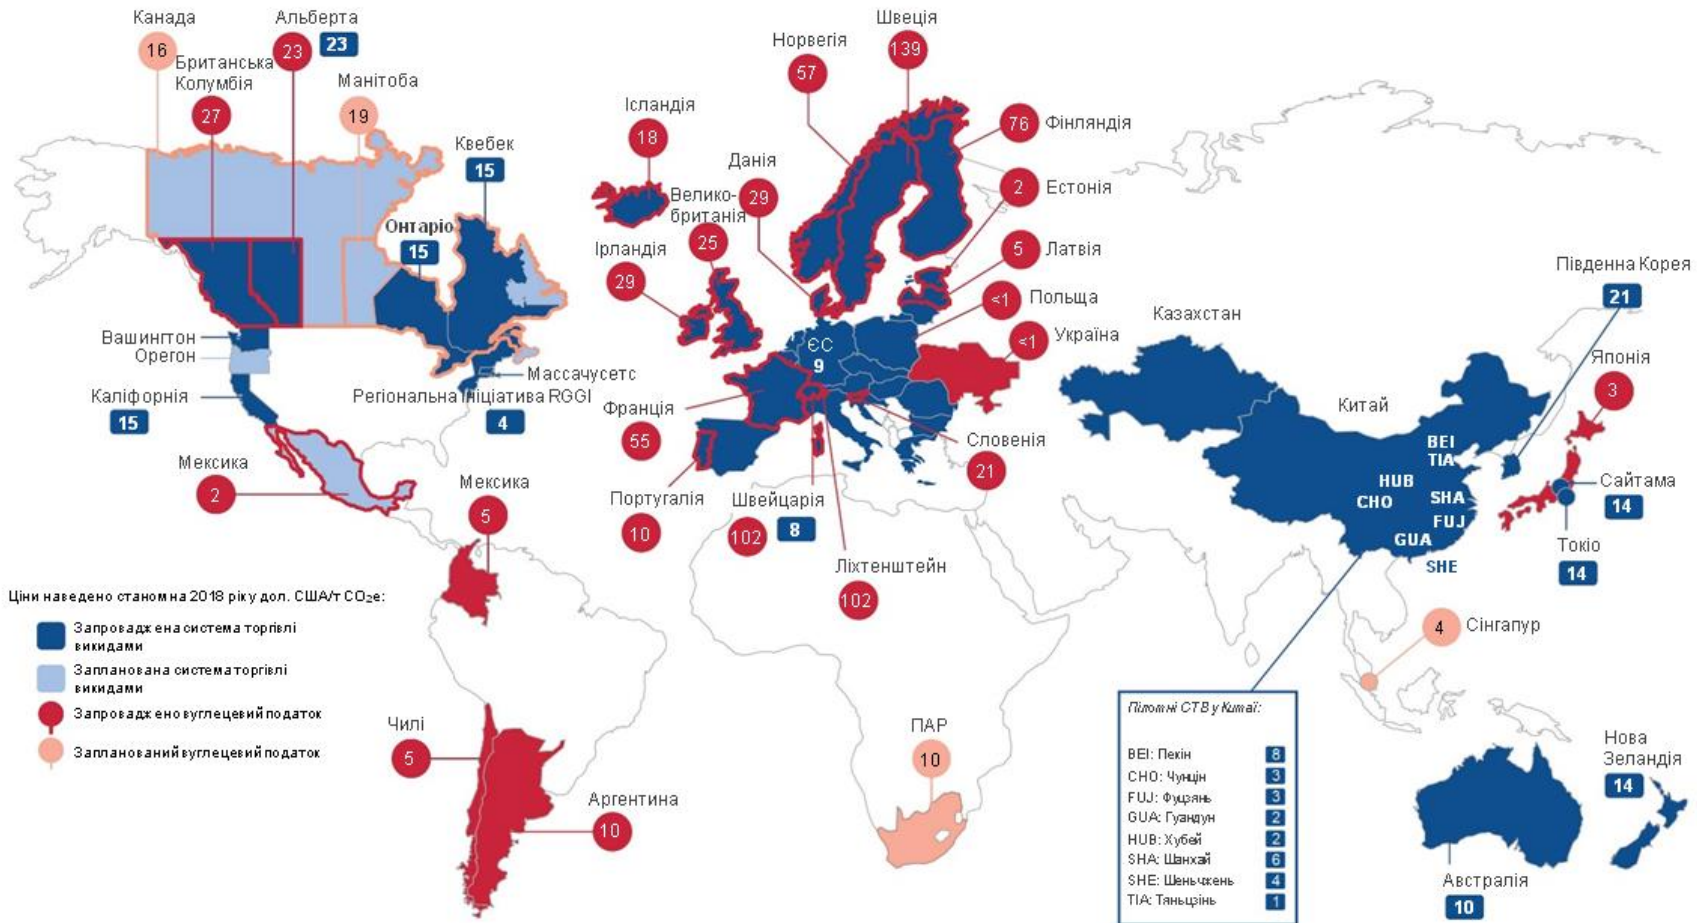 Канада
16
Альберта
23
23
Британська
Колумбія
27
Манітоба
19
Квебек
15
Онтаріо
15
Вашингтон
Орегон
Каліфорнія
15
Массачусетс
Регіональна ініціатива RGGI
4
Мексика
2
Мексика
5
Чилі
5
Аргентина
10
Ісландія
18
Норвегія
57
Швеція
139
76
Фінляндія
Данія
29
2
Естонія
Велико-
британія
25
Ірландія
29
5
Латвія
<1
Польща
<1
Україна
ЄС
9
Франція
55
Словенія
21
Португалія
10
Швейцарія
102
8
Ліхтенштейн
102
ПАР
10
Казахстан
Китай
BEI
TIA
HUB
CHO
SHA
FUJ
GUA
SHE
Південна Корея
21
Японія
3
Сайтама
14
Токіо
14
4
Сінгапур
Нова
Зеландія
14
Австралія
10
Ціни наведено станом на 2018 рік у дол. США/т CO₂е:
Запроваджена система торгівлі
викидами
Запланована система торгівлі
викидами
Запроваджено вуглецевий податок
Запланований вуглецевий податок
Пілотні СТВ у Китаї:
BEI: Пекін 8
CHO: Чунцін 3
FUJ: Фуцзянь 3
GUA: Гуандун 2
HUB: Хубей 2
SHA: Шанхай 6
SHE: Шеньчжень 4
TIA: Тяньцзінь 1